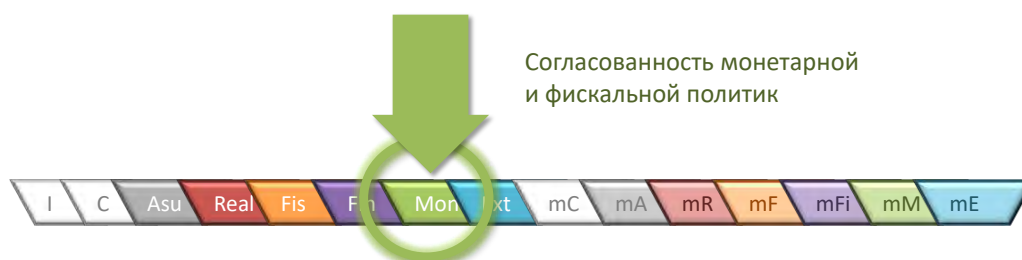 Согласованность монетарной
и фискальной политик
I C Asu Real Fis Mon mC mA mR mF mFi mM mE